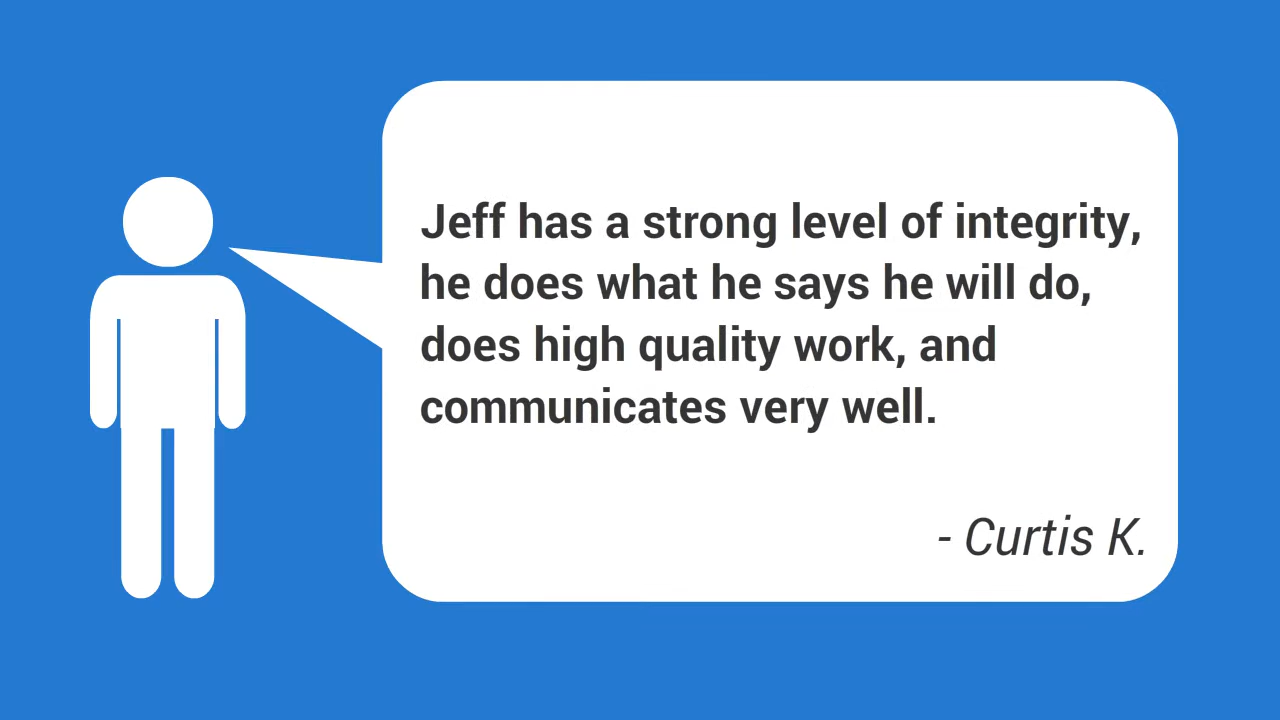 Jeff has a strong level of integrity,
he does what he says he will do,
does high quality work, and
communicates very well.
- Curtis K.